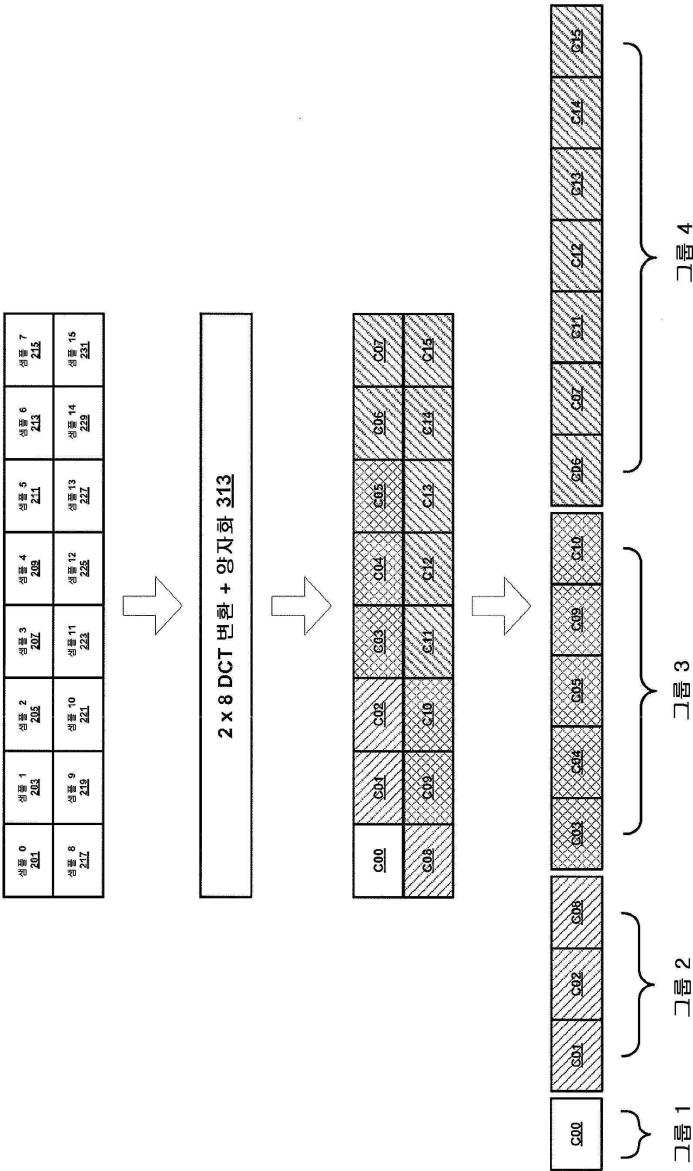 샘플 0
201
샘플 1
203
샘플 2
205
샘플 3
207
샘플 4
209
샘플 5
211
샘플 6
213
샘플 7
215
샘플 8
217
샘플 9
219
샘플 10
221
샘플 11
223
샘플 12
225
샘플 13
227
샘플 14
229
샘플 15
231
2 x 8 DCT 변환 + 양자화 313
C00
C01
C02
C03
C04
C05
C06
C07
C08
C09
C10
C11
C12
C13
C14
C15
C00
C01
C02
C08
C03
C04
C05
C09
C10
C06
C07
C11
C12
C13
C14
C15
그룹 1
그룹 2
그룹 3
그룹 4